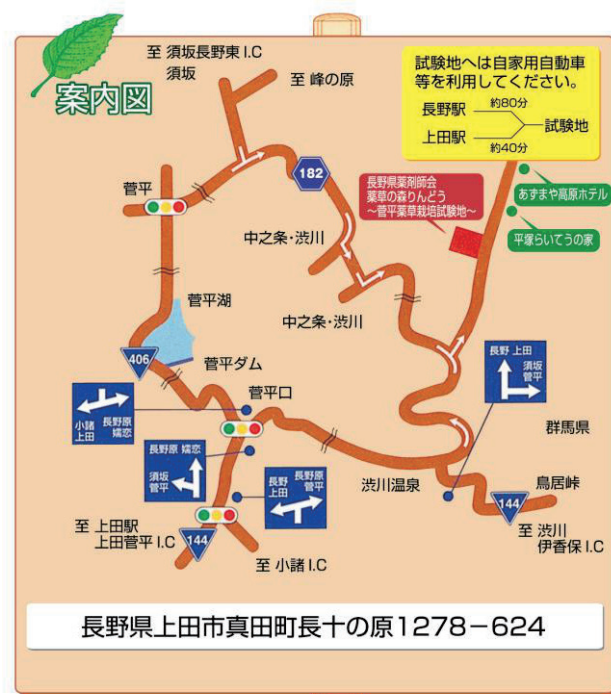 案内図
至 須坂長野東I.C
須坂
至 峰の原
試験地へは自家用自動車
等を利用してください。
長野駅
約80分
試験地
上田駅
約40分
182
長野県薬剤師会
薬草の森りんどう
～菅平薬草栽培試験地～
あずまや高原ホテル
平塚らいてうの家
菅平
中之条・渋川
中之条・渋川
菅平湖
406
菅平ダム
菅平口
小諸
上田
長野原
嬬恋
長野原 嬬恋
須坂
菅平
長野
上田
長野原
菅平
長野 上田
須坂
菅平
群馬県
渋川温泉
鳥居峠
144
至 渋川
伊香保I.C
至 上田駅
上田菅平I.C
144
至 小諸I.C
長野県上田市真田町長十の原1278－624